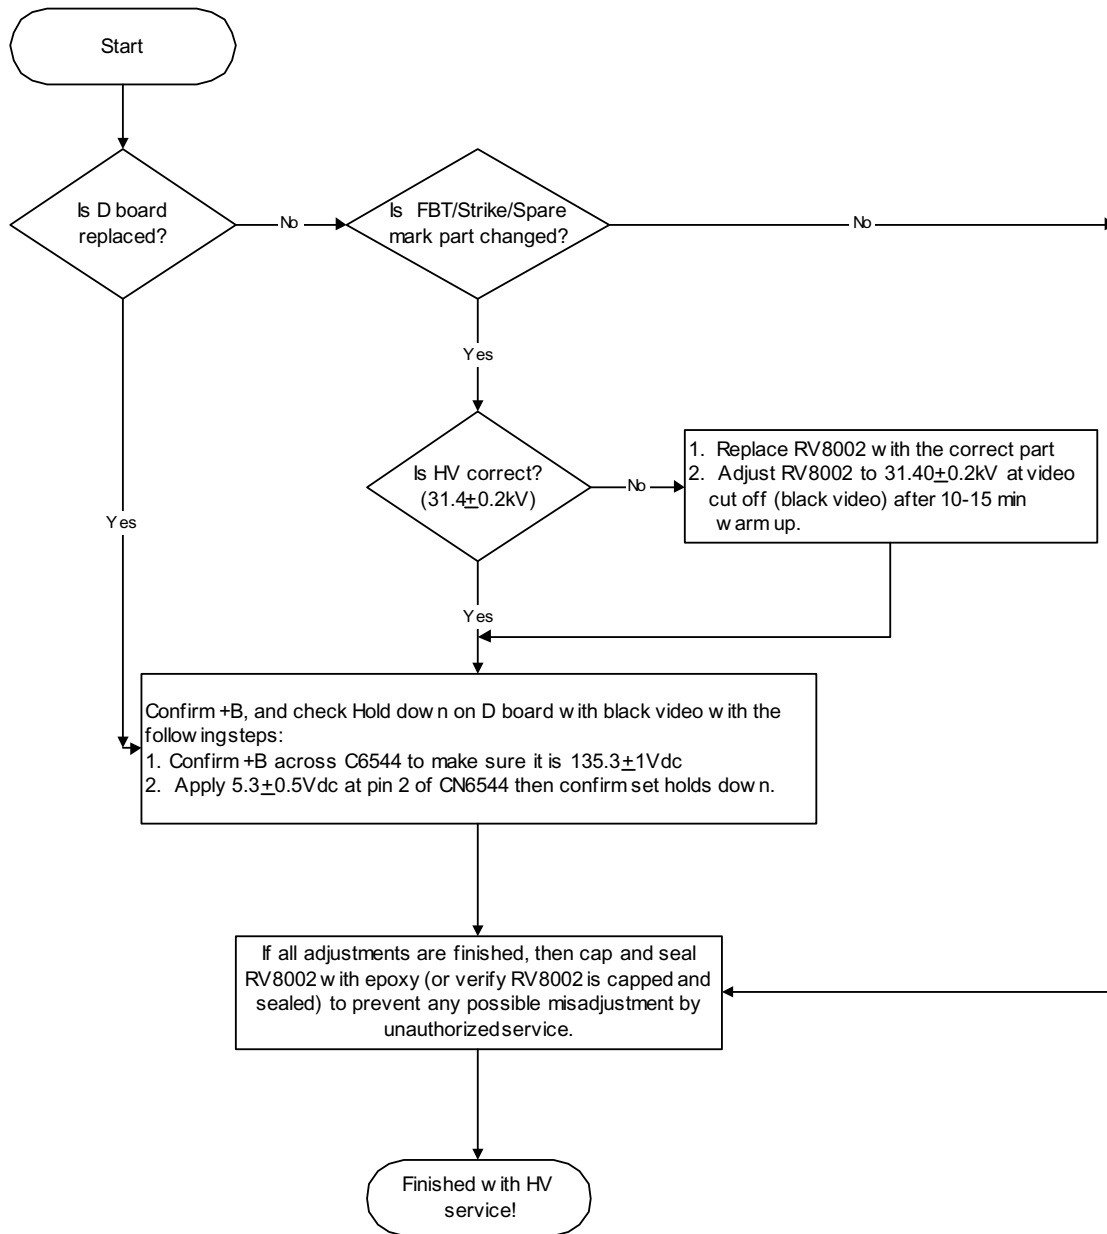 Start
Is D board
replaced?
No
Is FBT/Strike/Spare
mark part changed?
No
Yes
Yes
Is HV correct?
(31.4±0.2kV)
No
1. Replace RV8002 with the correct part
2. Adjust RV8002 to 31.40±0.2kV at video
cut off (black video) after 10-15 min
warm up.
Yes
Confirm +B, and check Hold down on D board with black video with the
following steps:
1. Confirm +B across C6544 to make sure it is 135.3±1Vdc
2. Apply 5.3±0.5Vdc at pin 2 of CN6544 then confirm set holds down.
If all adjustments are finished, then cap and seal
RV8002 with epoxy (or verify RV8002 is capped and
sealed) to prevent any possible misadjustment by
unauthorized service.
Finished with HV
service!